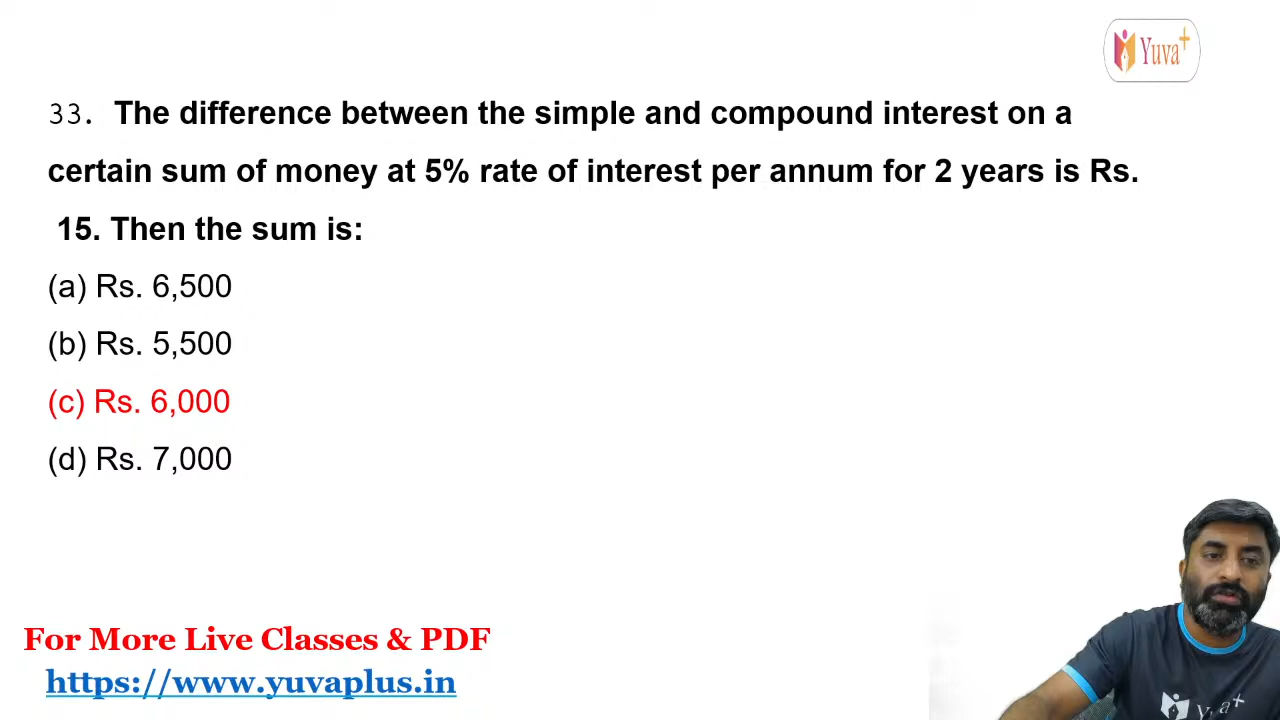 Yuva+
33. The difference between the simple and compound interest on a
certain sum of money at 5% rate of interest per annum for 2 years is Rs.
15. Then the sum is:
(a) Rs. 6,500
(b) Rs. 5,500
(c) Rs. 6,000
(d) Rs. 7,000
For More Live Classes & PDF
https://www.yuvaplus.in
Yuva+